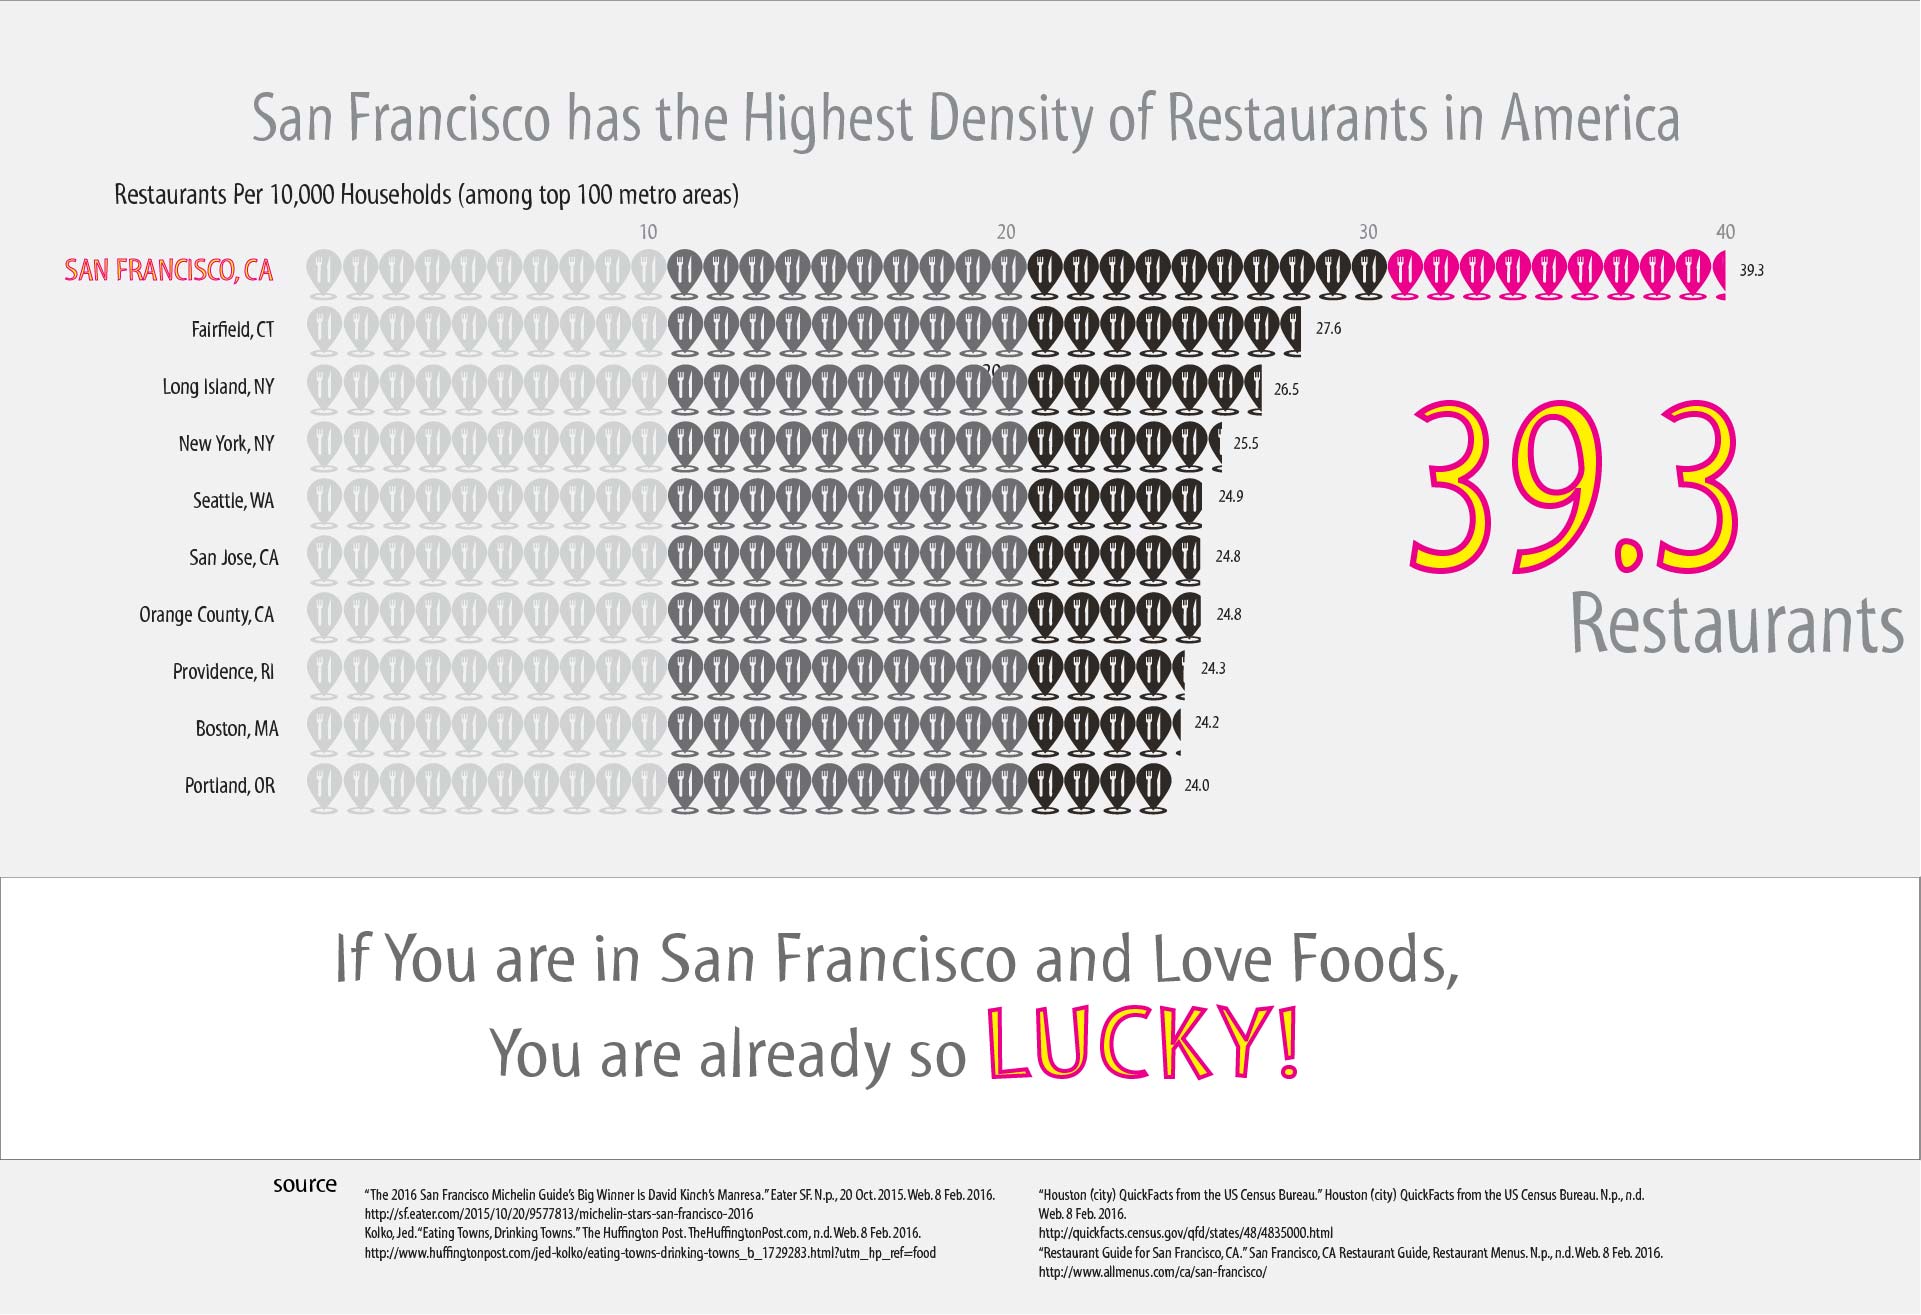 San Francisco has the Highest Density of Restaurants in America
Restaurants Per 10,000 Households (among top 100 metro areas)
10 20 30 40
SAN FRANCISCO, CA 39.3
Fairfield, CT 27.6
20
Long Island, NY 26.5
New York, NY 25.5
Seattle, WA 24.9
San Jose, CA 24.8
Orange County, CA 24.8
Providence, RI 24.3
Boston, MA 24.2
Portland, OR 24.0
39.3
Restaurants
If You are in San Francisco and Love Foods,
You are already so LUCKY!
source
“The 2016 San Francisco Michelin Guide’s Big Winner Is David Kinch’s Manresa.” Eater SF. N.p., 20 Oct. 2015. Web. 8 Feb. 2016.
http://sf.eater.com/2015/10/20/9577813/michelin-stars-san-francisco-2016
Kolko, Jed. “Eating Towns, Drinking Towns.” The Huffington Post. TheHuffingtonPost.com, n.d. Web. 8 Feb. 2016.
http://www.huffingtonpost.com/jed-kolko/eating-towns-drinking-towns_b_1729283.html?utm_hp_ref=food
“Houston (city) QuickFacts from the US Census Bureau.” Houston (city) QuickFacts from the US Census Bureau. N.p., n.d.
Web. 8 Feb. 2016.
http://quickfacts.census.gov/qfd/states/48/4835000.html
“Restaurant Guide for San Francisco, CA.” San Francisco, CA Restaurant Guide, Restaurant Menus. N.p., n.d. Web. 8 Feb. 2016.
http://www.allmenus.com/ca/san-francisco/